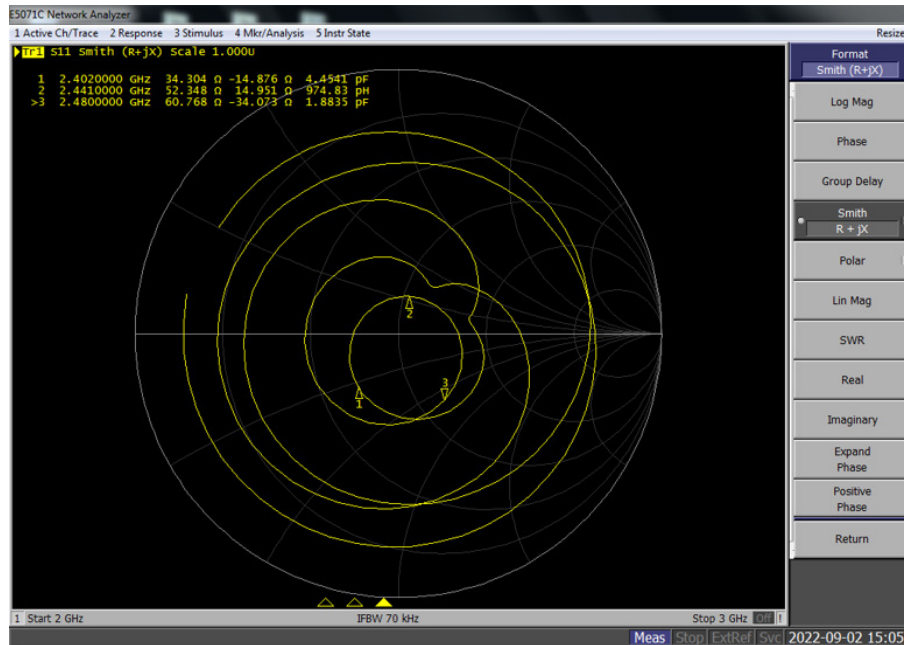 E5071C Network Analyzer
1 Active Ch/Trace 2 Response 3 Stimulus 4 Mkr/Analysis 5 Instr State
Resize
Tr1 S11 Smith (R+jX) Scale 1.000U
1 2.4020000 GHz 34.304 Ω -14.876 Ω 4.4541 pF
2 2.4410000 GHz 52.348 Ω 14.951 Ω 974.83 pH
>3 2.4800000 GHz 60.768 Ω -34.073 Ω 1.8835 pF
2
3
1
Format
Smith (R+jX)
Log Mag
Phase
Group Delay
Smith
R + jX
Polar
Lin Mag
SWR
Real
Imaginary
Expand
Phase
Positive
Phase
Return
1 Start 2 GHz
IFBW 70 kHz
Stop 3 GHz Off !
Meas Stop ExtRef Svc 2022-09-02 15:05